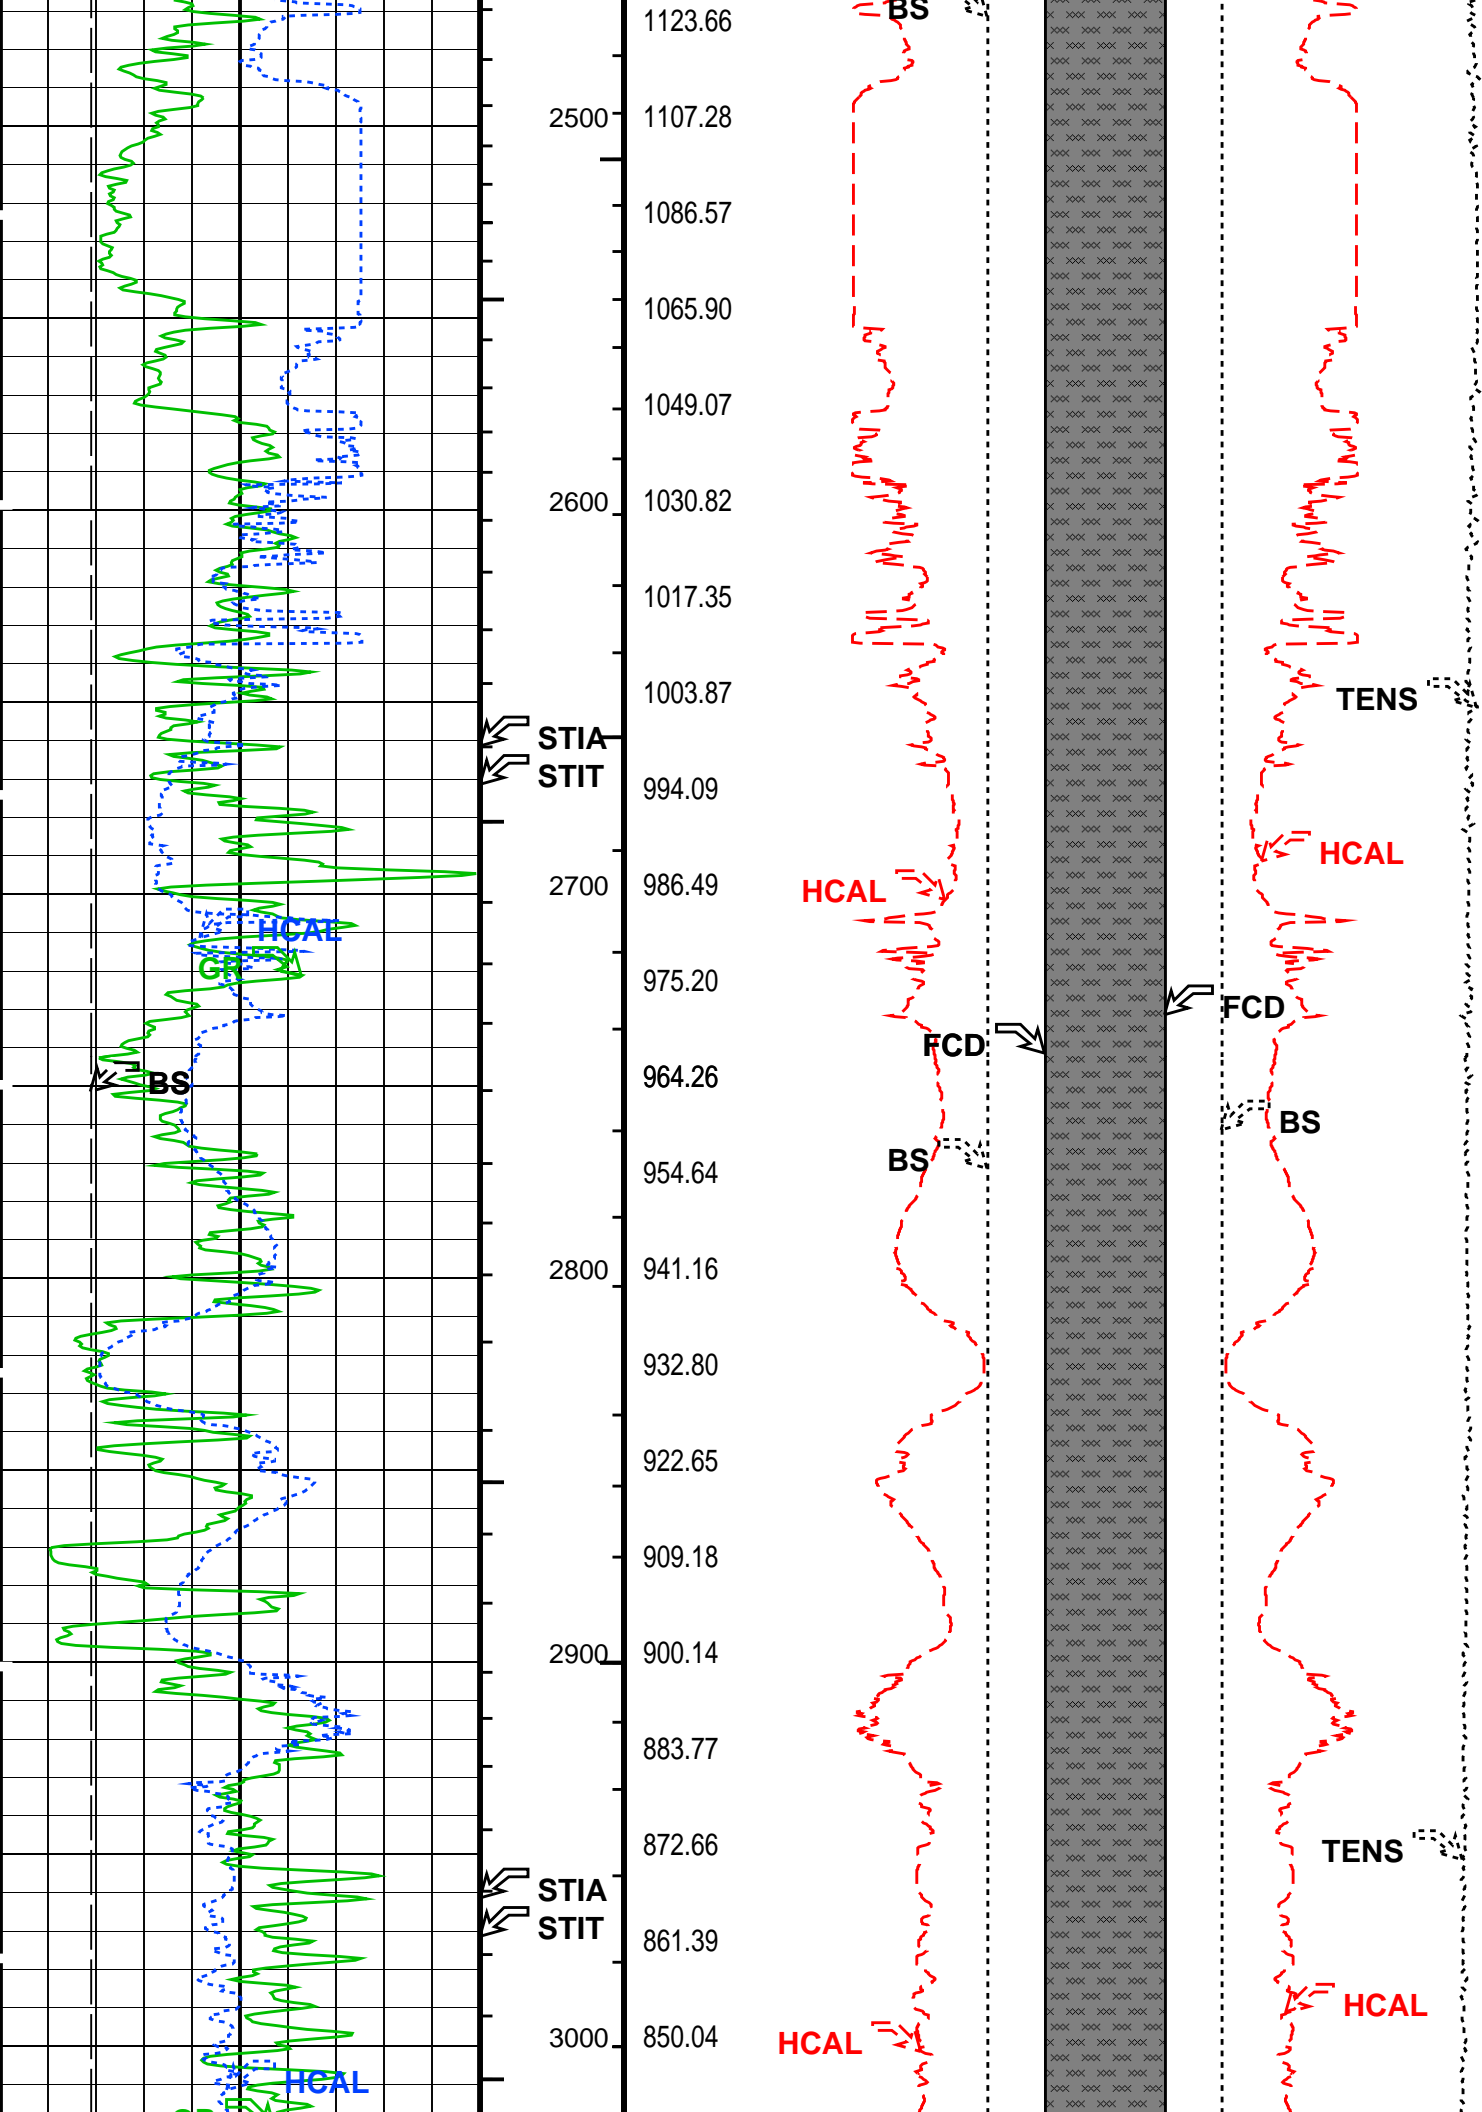 BS
1123.66
2500 1107.28
1086.57
1065.90
1049.07
2600 1030.82
1017.35
1003.87
TENS
STIA
STIT
994.09
HCAL
2700 986.49
HCAL
HCAL
GR
975.20
FCD
FCD
BS
964.26
BS
BS
954.64
2800 941.16
932.80
922.65
909.18
2900 900.14
883.77
872.66
TENS
STIA
STIT
861.39
HCAL
3000 850.04
HCAL
HCAL